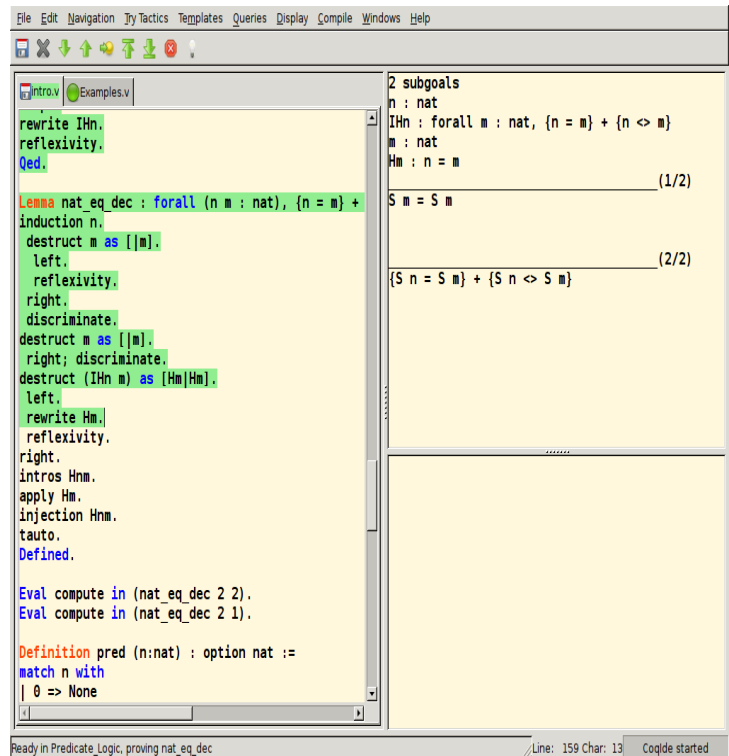 File Edit Navigation Try Tactics Templates Queries Display Compile Windows Help
intro.v Examples.v
rewrite IHn.
reflexivity.
Qed.
Lemma nat_eq_dec : forall (n m : nat), {n = m} +
induction n.
destruct m as [|m].
left.
reflexivity.
right.
discriminate.
destruct m as [|m].
right; discriminate.
destruct (IHn m) as [Hm|Hm].
left.
rewrite Hm.
reflexivity.
right.
intros Hnm.
apply Hm.
injection Hnm.
tauto.
Defined.
Eval compute in (nat_eq_dec 2 2).
Eval compute in (nat_eq_dec 2 1).
Definition pred (n:nat) : option nat :=
match n with
| 0 => None
2 subgoals
n : nat
IHn : forall m : nat, {n = m} + {n <> m}
m : nat
Hm : n = m
(1/2)
S m = S m
(2/2)
{S n = S m} + {S n <> S m}
Ready in Predicate_Logic, proving nat_eq_dec
Line: 159 Char: 13 CoqIde started